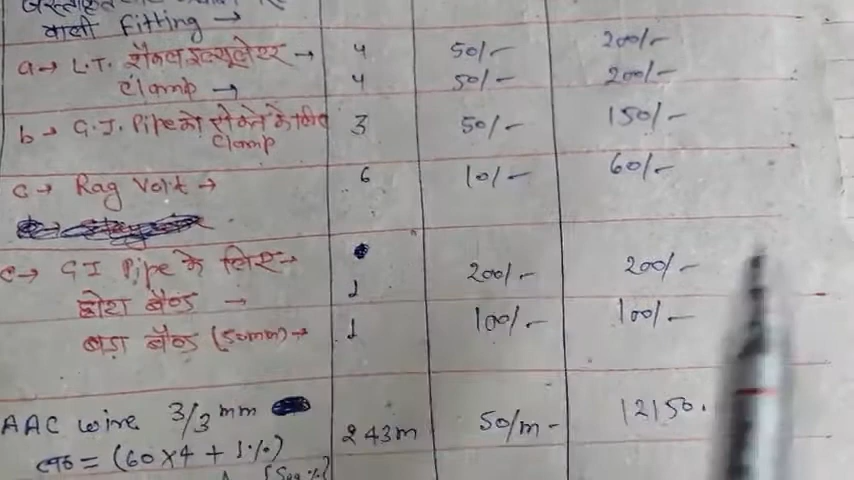 वाली Fitting →
a → L.T. शैकल इन्सुलेटर → 4 50/- 200/-
Clamp → 4 50/- 200/-
b → G.I. Pipe को रोकने के लिए 3 50/- 150/-
Clamp
c → Rag Volt → 6 10/- 60/-
e → G I Pipe के लिए →
छोटा बैण्ड → 1 200/- 200/-
बड़ा बैण्ड (50mm) → 1 100/- 100/-
AAC wire 3/3 mm 243m 50/m - 12150.
= (60 x 4 + 1%)